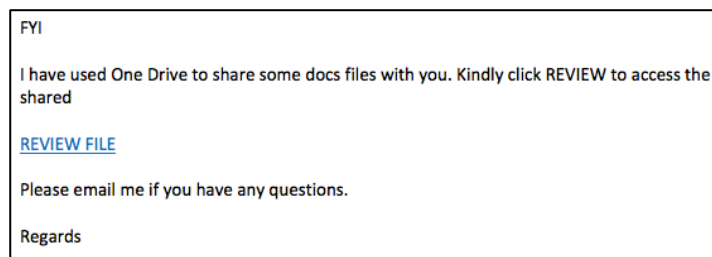 FYI
I have used One Drive to share some docs files with you. Kindly click REVIEW to access the
shared
REVIEW FILE
Please email me if you have any questions.
Regards